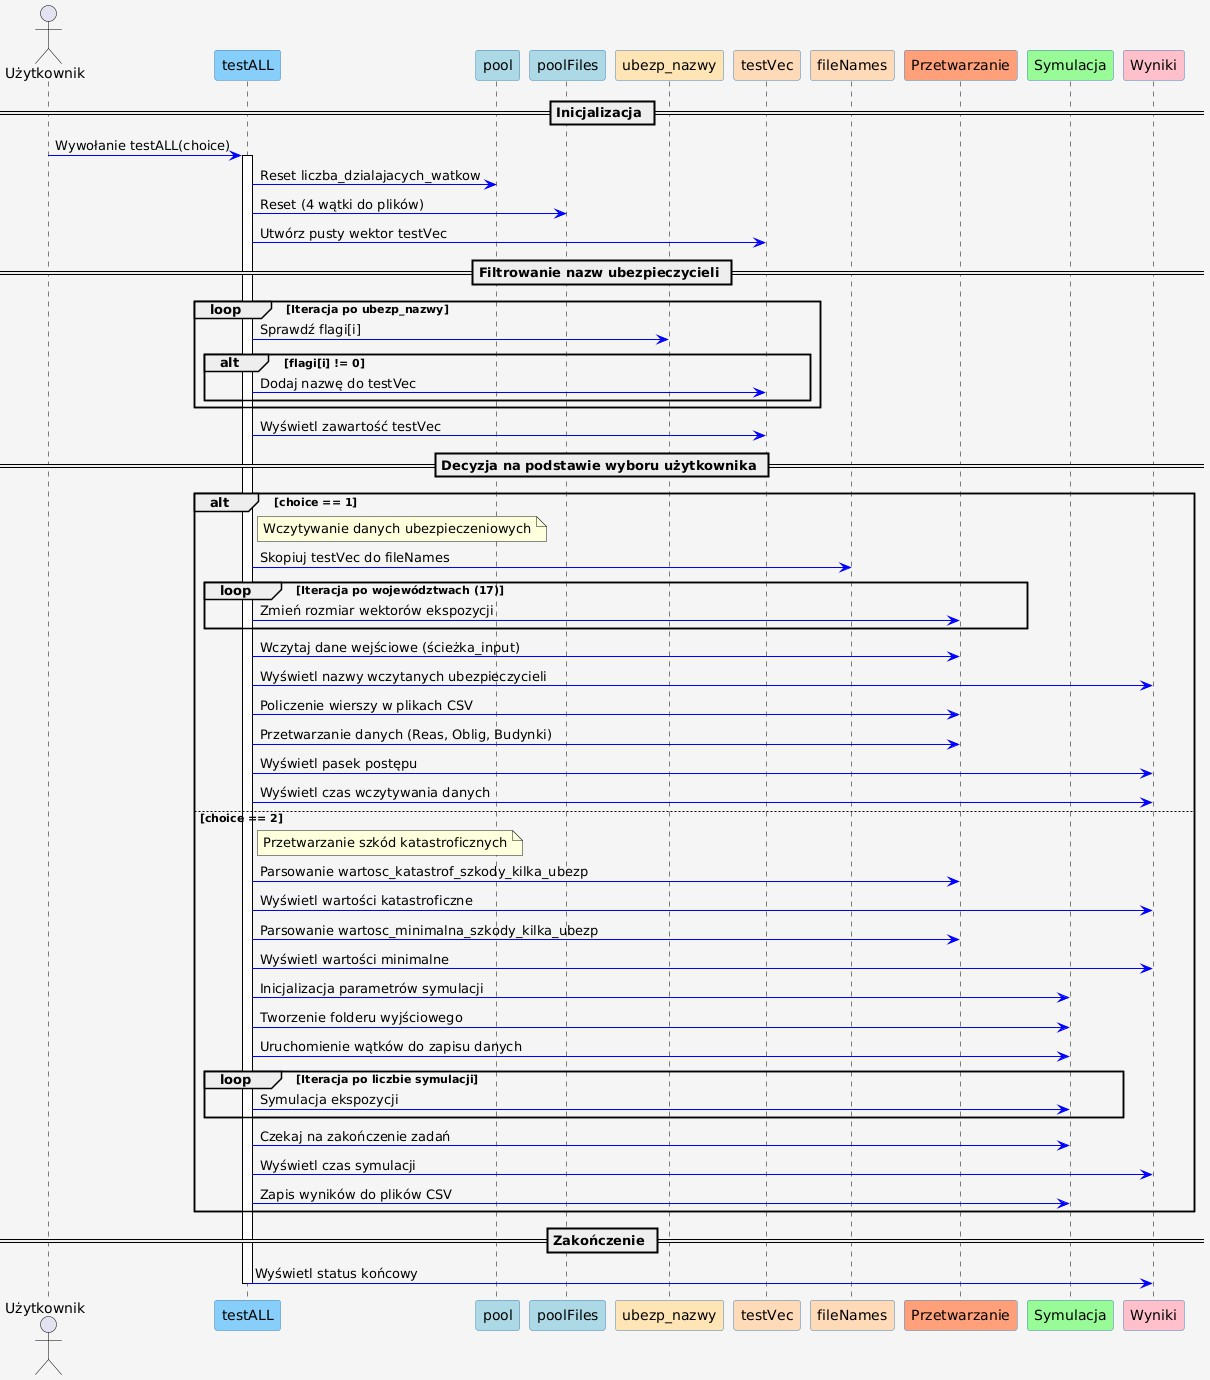 Użytkownik
testALL
pool
poolFiles
ubezp_nazwy
testVec
fileNames
Przetwarzanie
Symulacja
Wyniki
Inicjalizacja
Wywołanie testALL(choice)
Reset liczba_dzialajacych_watkow
Reset (4 wątki do plików)
Utwórz pusty wektor testVec
Filtrowanie nazw ubezpieczycieli
loop [Iteracja po ubezp_nazwy]
Sprawdź flagi[i]
alt [flagi[i] != 0]
Dodaj nazwę do testVec
Wyświetl zawartość testVec
Decyzja na podstawie wyboru użytkownika
alt [choice == 1]
Wczytywanie danych ubezpieczeniowych
Skopiuj testVec do fileNames
loop [Iteracja po województwach (17)]
Zmień rozmiar wektorów ekspozycji
Wczytaj dane wejściowe (ścieżka_input)
Wyświetl nazwy wczytanych ubezpieczycieli
Policzenie wierszy w plikach CSV
Przetwarzanie danych (Reas, Oblig, Budynki)
Wyświetl pasek postępu
Wyświetl czas wczytywania danych
[choice == 2]
Przetwarzanie szkód katastroficznych
Parsowanie wartosc_katastrof_szkody_kilka_ubezp
Wyświetl wartości katastroficzne
Parsowanie wartosc_minimalna_szkody_kilka_ubezp
Wyświetl wartości minimalne
Inicjalizacja parametrów symulacji
Tworzenie folderu wyjściowego
Uruchomienie wątków do zapisu danych
loop [Iteracja po liczbie symulacji]
Symulacja ekspozycji
Czekaj na zakończenie zadań
Wyświetl czas symulacji
Zapis wyników do plików CSV
Zakończenie
Wyświetl status końcowy
Użytkownik
testALL
pool
poolFiles
ubezp_nazwy
testVec
fileNames
Przetwarzanie
Symulacja
Wyniki